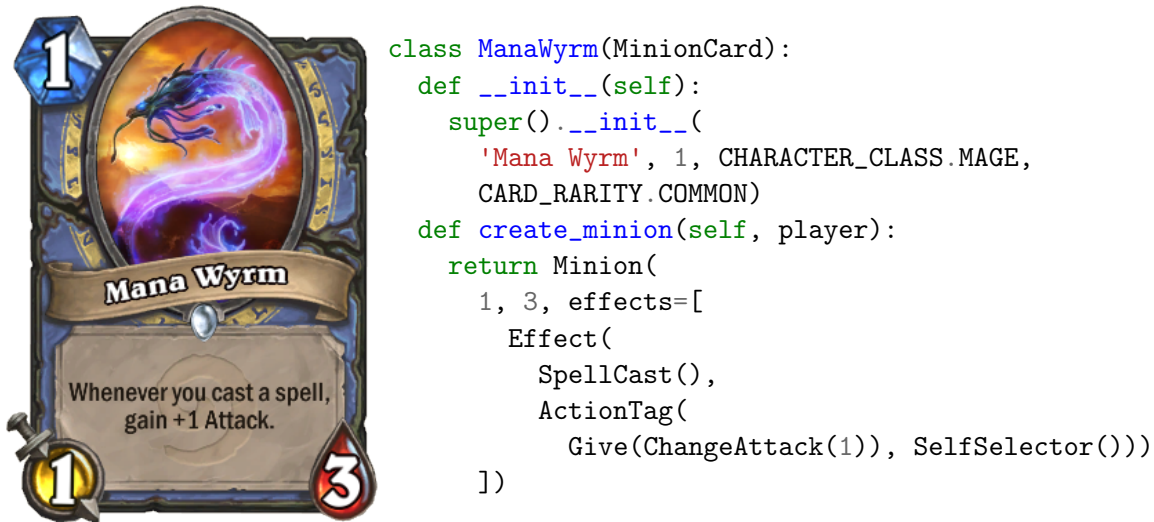 1
Mana Wyrm
Whenever you cast a spell,
gain +1 Attack.
1
3
class ManaWyrm(MinionCard):
  def __init__(self):
    super().__init__(
      'Mana Wyrm', 1, CHARACTER_CLASS.MAGE,
      CARD_RARITY.COMMON)
  def create_minion(self, player):
    return Minion(
      1, 3, effects=[
        Effect(
          SpellCast(),
          ActionTag(
            Give(ChangeAttack(1)), SelfSelector()))
      ])